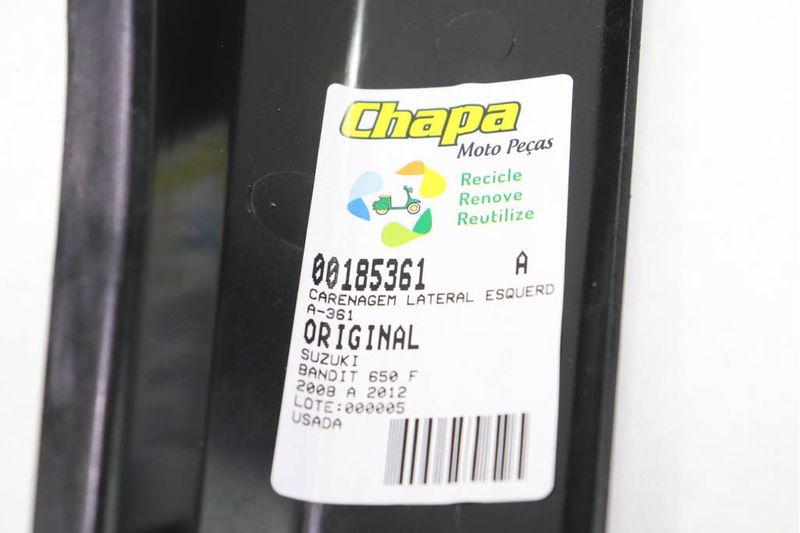 Chapa
Moto Peças
Recicle
Renove
Reutilize
00185361 A
CARENAGEM LATERAL ESQUERD
A-361
ORIGINAL
SUZUKI
BANDIT 650 F
2008 A 2012
LOTE:000005
USADA